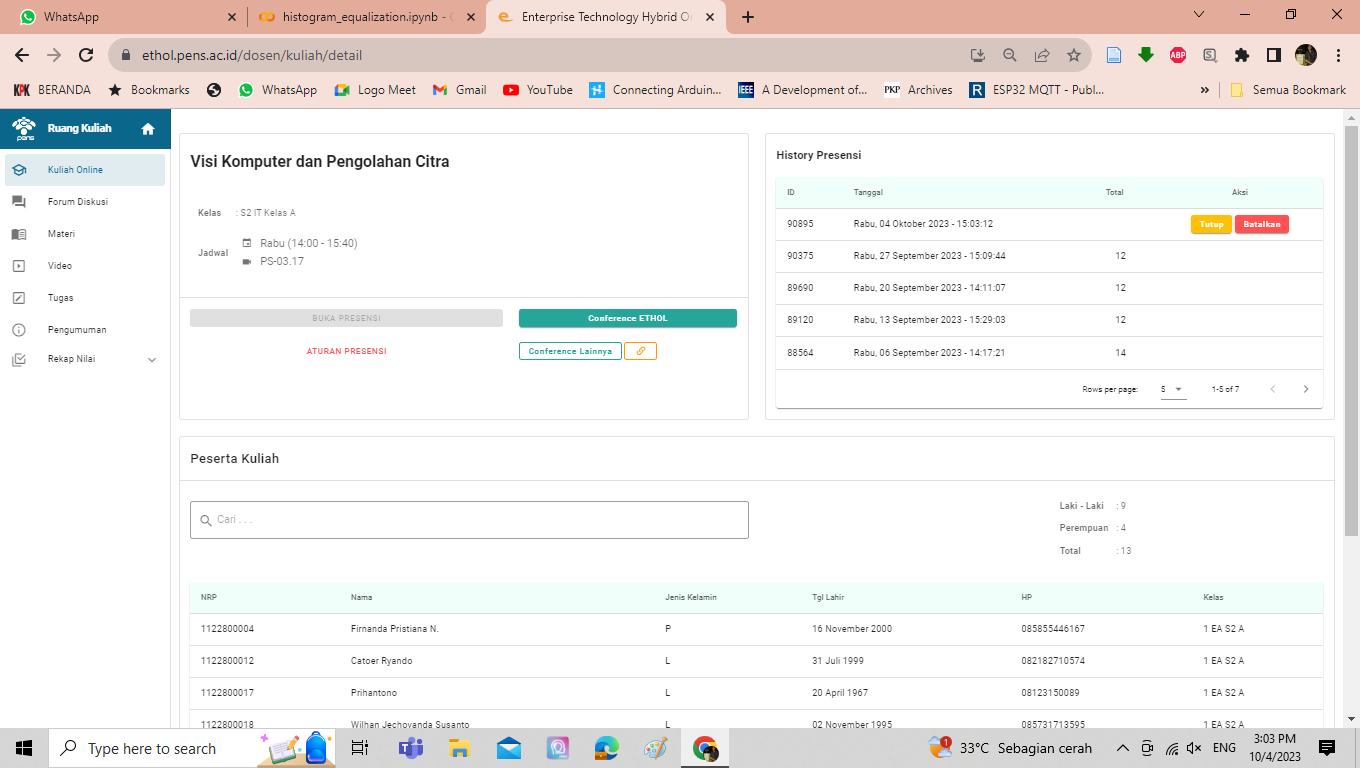 WhatsApp
histogram_equalization.ipynb - C
Enterprise Technology Hybrid O
ethol.pens.ac.id/dosen/kuliah/detail
BERANDA
Bookmarks
WhatsApp
Logo Meet
Gmail
YouTube
Connecting Arduin...
IEEE
A Development of...
PKP
Archives
R
ESP32 MQTT - Publ...
»
Semua Bookmark
ABP
pens
Ruang Kuliah
Kuliah Online
Forum Diskusi
Materi
Video
Tugas
Pengumuman
Rekap Nilai
Visi Komputer dan Pengolahan Citra
Kelas : S2 IT Kelas A
Jadwal
Rabu (14:00 - 15:40)
PS-03.17
BUKA PRESENSI
Conference ETHOL
ATURAN PRESENSI
Conference Lainnya
History Presensi
ID Tanggal Total Aksi
90895 Rabu, 04 Oktober 2023 - 15:03:12 Tutup Batalkan
90375 Rabu, 27 September 2023 - 15:09:44 12
89690 Rabu, 20 September 2023 - 14:11:07 12
89120 Rabu, 13 September 2023 - 15:29:03 12
88564 Rabu, 06 September 2023 - 14:17:21 14
Rows per page: 5 1-5 of 7
Peserta Kuliah
Cari . . .
Laki - Laki : 9
Perempuan : 4
Total : 13
NRP Nama Jenis Kelamin Tgl Lahir HP Kelas
1122800004 Firnanda Pristiana N. P 16 November 2000 085855446167 1 EA S2 A
1122800012 Catoer Ryando L 31 Juli 1999 082182710574 1 EA S2 A
1122800017 Prihantono L 20 April 1967 08123150089 1 EA S2 A
1122800018 Wilhan Jechovanda Susanto L 02 November 1995 085731713595 1 EA S2 A
Type here to search
1
33°C Sebagian cerah
ENG
3:03 PM
10/4/2023